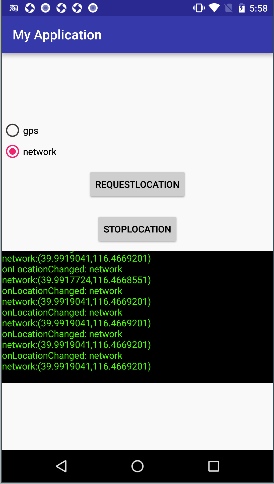 5:58
My Application
gps
network
REQUESTLOCATION
STOPLOCATION
network:(39.9919041,116.4669201)
onLocationChanged: network
network:(39.9917724,116.4668551)
onLocationChanged: network
network:(39.9919041,116.4669201)
onLocationChanged: network
network:(39.9919041,116.4669201)
onLocationChanged: network
network:(39.9919041,116.4669201)
onLocationChanged: network
network:(39.9919041,116.4669201)